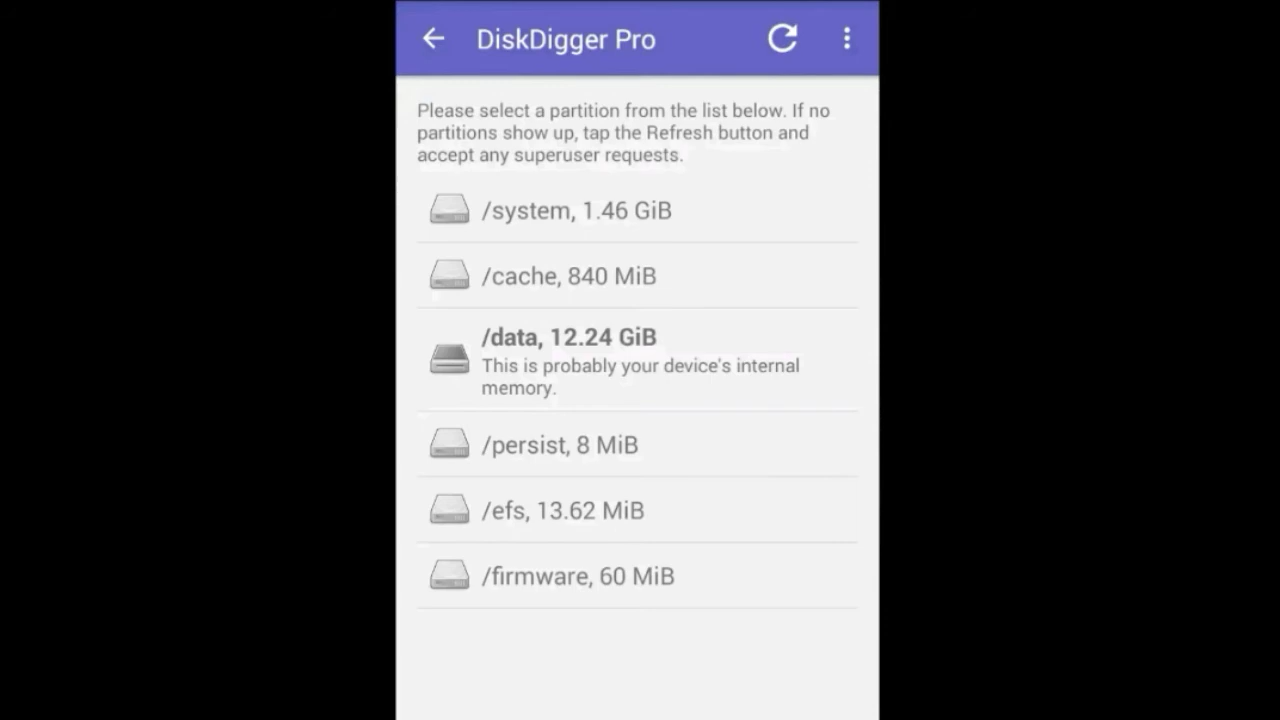 DiskDigger Pro
Please select a partition from the list below. If no
partitions show up, tap the Refresh button and
accept any superuser requests.
/system, 1.46 GiB
/cache, 840 MiB
/data, 12.24 GiB
This is probably your device's internal
memory.
/persist, 8 MiB
/efs, 13.62 MiB
/firmware, 60 MiB